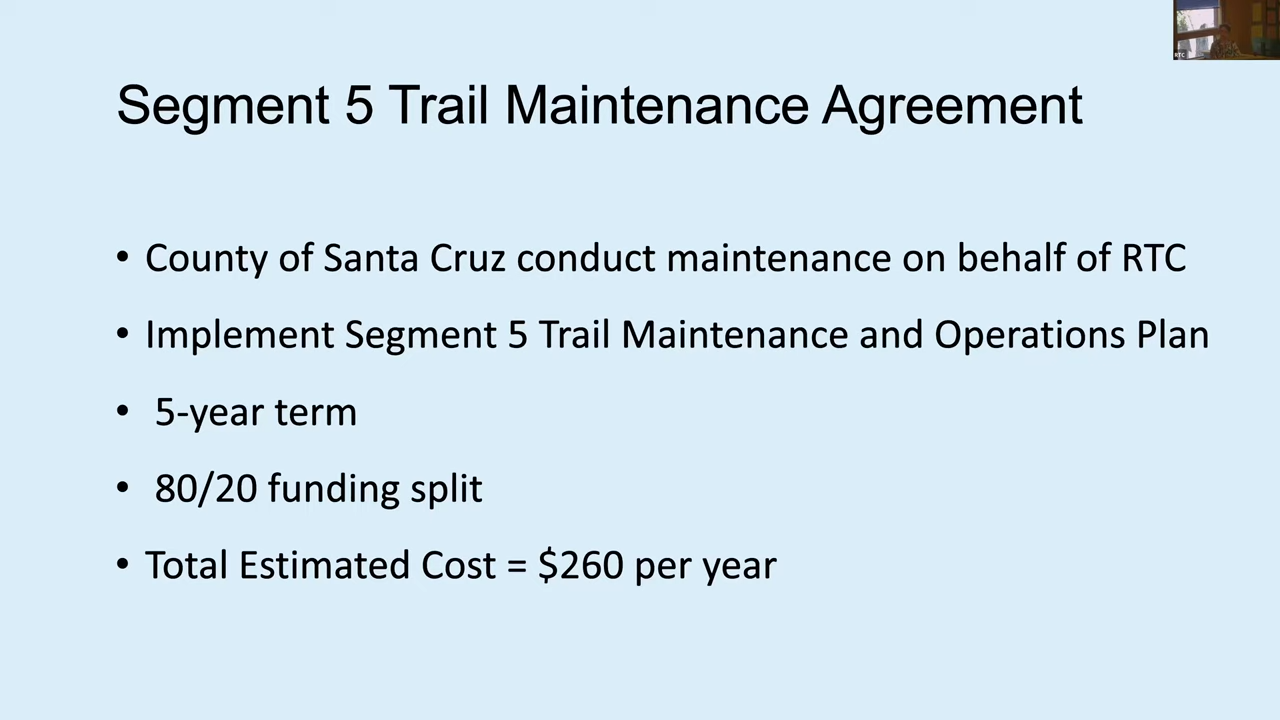 RTC
Segment 5 Trail Maintenance Agreement
• County of Santa Cruz conduct maintenance on behalf of RTC
• Implement Segment 5 Trail Maintenance and Operations Plan
• 5-year term
• 80/20 funding split
• Total Estimated Cost = $260 per year